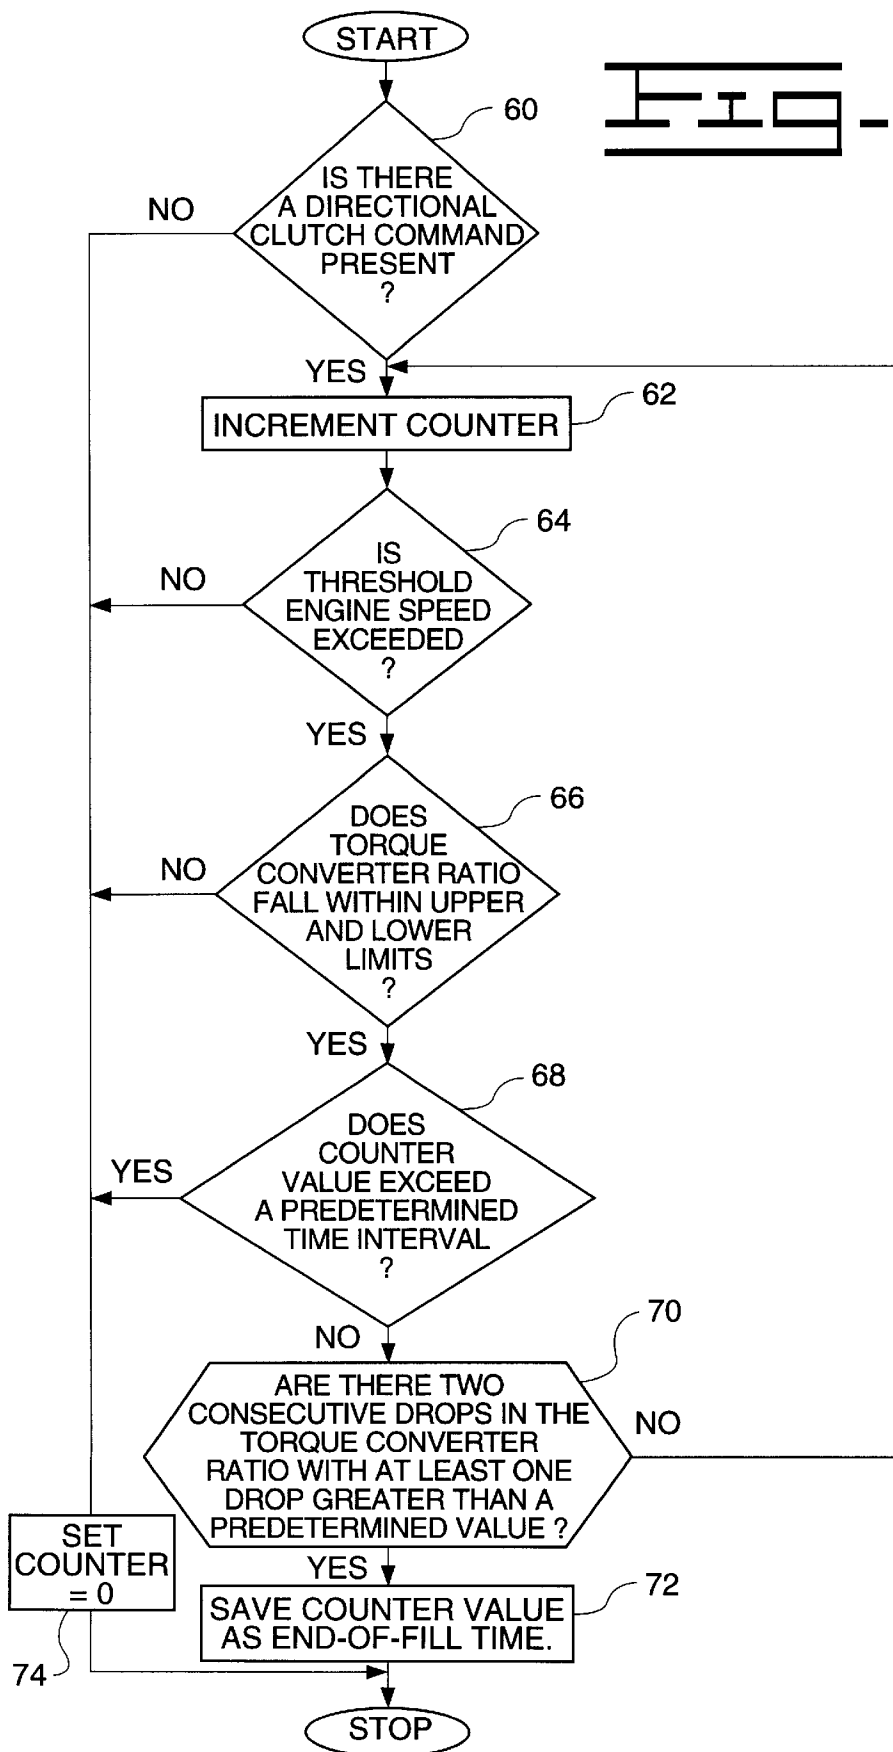 START
Fig-
60
IS THERE
A DIRECTIONAL
CLUTCH COMMAND
PRESENT
?
NO
YES
62
INCREMENT COUNTER
64
IS
THRESHOLD
ENGINE SPEED
EXCEEDED
?
NO
YES
66
DOES
TORQUE
CONVERTER RATIO
FALL WITHIN UPPER
AND LOWER
LIMITS
?
NO
YES
68
DOES
COUNTER
VALUE EXCEED
A PREDETERMINED
TIME INTERVAL
?
YES
NO
70
ARE THERE TWO
CONSECUTIVE DROPS IN THE
TORQUE CONVERTER
RATIO WITH AT LEAST ONE
DROP GREATER THAN A
PREDETERMINED VALUE ?
NO
YES
SET
COUNTER
= 0
74
72
SAVE COUNTER VALUE
AS END-OF-FILL TIME.
STOP